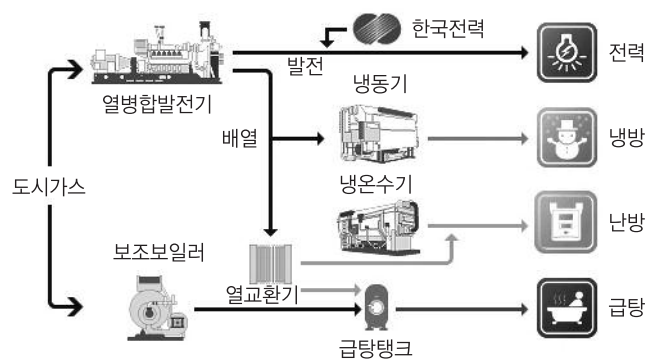 한국전력
발전
전력
열병합발전기
냉동기
배열
냉방
도시가스
냉온수기
난방
보조보일러
열교환기
급탕
급탕탱크